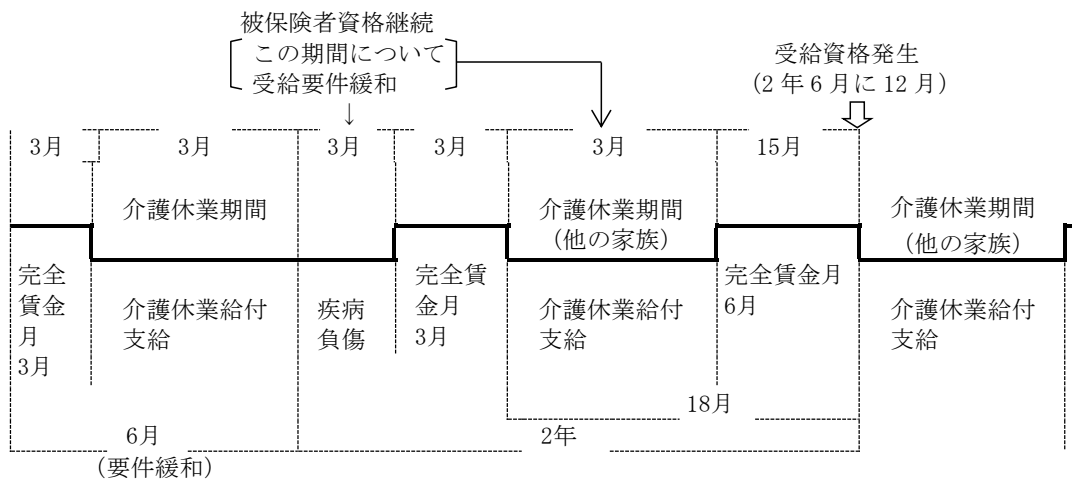 被保険者資格継続
この期間について
受給要件緩和
↓
受給資格発生
(2年6月に12月)
3月
3月
3月
3月
3月
15月
介護休業期間
介護休業期間
(他の家族)
介護休業期間
(他の家族)
完全
賃金
月
3月
介護休業給付
支給
疾病
負傷
完全賃
金月
3月
介護休業給付
支給
完全賃金月
6月
介護休業給付
支給
18月
6月
(要件緩和)
2年